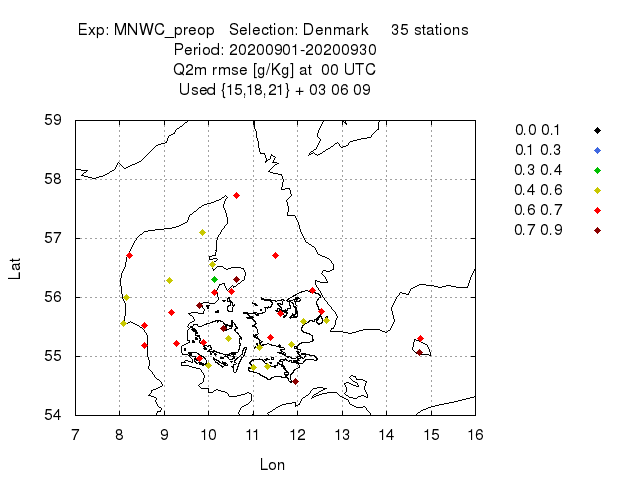 Exp: MNWC_preop Selection: Denmark 35 stations
Period: 20200901-20200930
Q2m rmse [g/Kg] at 00 UTC
Used {15,18,21} + 03 06 09
59
58
57
56
55
54
Lat
7 8 9 10 11 12 13 14 15 16
Lon
0.0 0.1
0.1 0.3
0.3 0.4
0.4 0.6
0.6 0.7
0.7 0.9